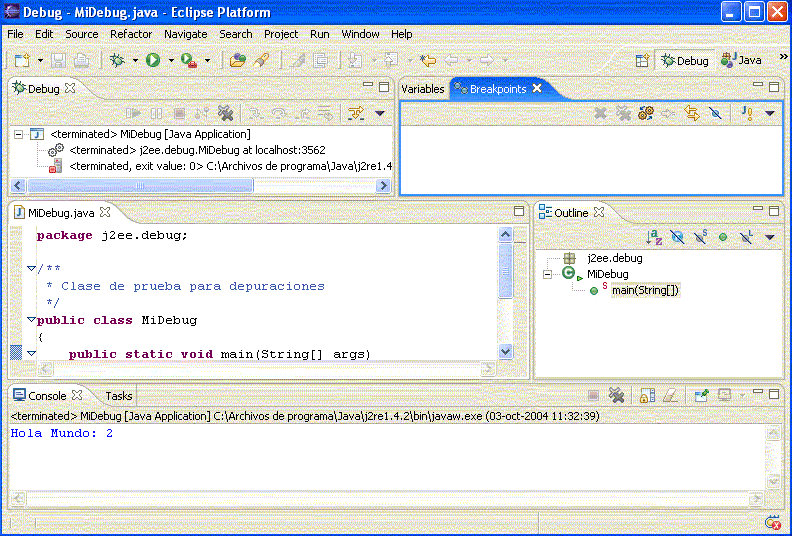 Debug - MiDebug.java - Eclipse Platform
File Edit Source Refactor Navigate Search Project Run Window Help
Debug Java
Debug
<terminated> MiDebug [Java Application]
<terminated> j2ee.debug.MiDebug at localhost:3562
<terminated, exit value: 0> C:\Archivos de programa\Java\j2re1.4
Variables Breakpoints
MiDebug.java
package j2ee.debug;
/**
* Clase de prueba para depuraciones
*/
public class MiDebug
{
public static void main(String[] args)
Outline
j2ee.debug
MiDebug
main(String[])
Console Tasks
<terminated> MiDebug [Java Application] C:\Archivos de programa\Java\j2re1.4.2\bin\javaw.exe (03-oct-2004 11:32:39)
Hola Mundo: 2